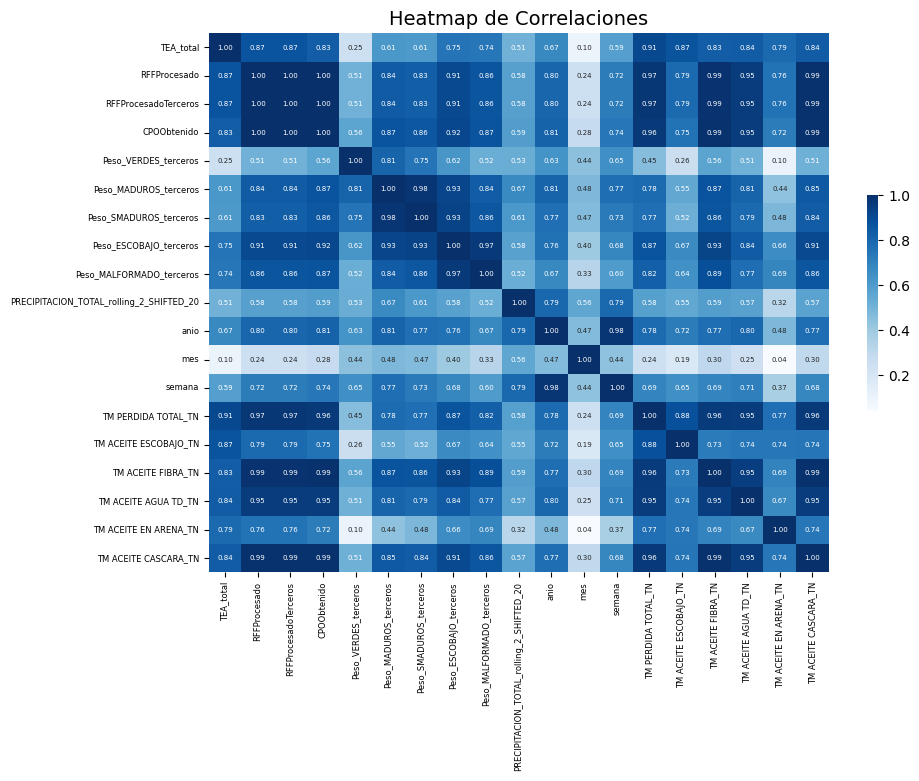 Heatmap de Correlaciones
TEA_total 1.00 0.87 0.87 0.83 0.25 0.61 0.61 0.75 0.74 0.51 0.67 0.10 0.59 0.91 0.87 0.83 0.84 0.79 0.84
RFFProcesado 0.87 1.00 1.00 1.00 0.51 0.84 0.83 0.91 0.86 0.58 0.80 0.24 0.72 0.97 0.79 0.99 0.95 0.76 0.99
RFFProcesadoTerceros 0.87 1.00 1.00 1.00 0.51 0.84 0.83 0.91 0.86 0.58 0.80 0.24 0.72 0.97 0.79 0.99 0.95 0.76 0.99
CPOObtenido 0.83 1.00 1.00 1.00 0.56 0.87 0.86 0.92 0.87 0.59 0.81 0.28 0.74 0.96 0.75 0.99 0.95 0.72 0.99
Peso_VERDES_terceros 0.25 0.51 0.51 0.56 1.00 0.81 0.75 0.62 0.52 0.53 0.63 0.44 0.65 0.45 0.26 0.56 0.51 0.10 0.51
Peso_MADUROS_terceros 0.61 0.84 0.84 0.87 0.81 1.00 0.98 0.93 0.84 0.67 0.81 0.48 0.77 0.78 0.55 0.87 0.81 0.44 0.85
Peso_SMADUROS_terceros 0.61 0.83 0.83 0.86 0.75 0.98 1.00 0.93 0.86 0.61 0.77 0.47 0.73 0.77 0.52 0.86 0.79 0.48 0.84
Peso_ESCOBAJO_terceros 0.75 0.91 0.91 0.92 0.62 0.93 0.93 1.00 0.97 0.58 0.76 0.40 0.68 0.87 0.67 0.93 0.84 0.66 0.91
Peso_MALFORMADO_terceros 0.74 0.86 0.86 0.87 0.52 0.84 0.86 0.97 1.00 0.52 0.67 0.33 0.60 0.82 0.64 0.89 0.77 0.69 0.86
PRECIPITACION_TOTAL_rolling_2_SHIFTED_20 0.51 0.58 0.58 0.59 0.53 0.67 0.61 0.58 0.52 1.00 0.79 0.56 0.79 0.58 0.55 0.59 0.57 0.32 0.57
anio 0.67 0.80 0.80 0.81 0.63 0.81 0.77 0.76 0.67 0.79 1.00 0.47 0.98 0.78 0.72 0.77 0.80 0.48 0.77
mes 0.10 0.24 0.24 0.28 0.44 0.48 0.47 0.40 0.33 0.56 0.47 1.00 0.44 0.24 0.19 0.30 0.25 0.04 0.30
semana 0.59 0.72 0.72 0.74 0.65 0.77 0.73 0.68 0.60 0.79 0.98 0.44 1.00 0.69 0.65 0.69 0.71 0.37 0.68
TM PERDIDA TOTAL_TN 0.91 0.97 0.97 0.96 0.45 0.78 0.77 0.87 0.82 0.58 0.78 0.24 0.69 1.00 0.88 0.96 0.95 0.77 0.96
TM ACEITE ESCOBAJO_TN 0.87 0.79 0.79 0.75 0.26 0.55 0.52 0.67 0.64 0.55 0.72 0.19 0.65 0.88 1.00 0.73 0.74 0.74 0.74
TM ACEITE FIBRA_TN 0.83 0.99 0.99 0.99 0.56 0.87 0.86 0.93 0.89 0.59 0.77 0.30 0.69 0.96 0.73 1.00 0.95 0.69 0.99
TM ACEITE AGUA TD_TN 0.84 0.95 0.95 0.95 0.51 0.81 0.79 0.84 0.77 0.57 0.80 0.25 0.71 0.95 0.74 0.95 1.00 0.67 0.95
TM ACEITE EN ARENA_TN 0.79 0.76 0.76 0.72 0.10 0.44 0.48 0.66 0.69 0.32 0.48 0.04 0.37 0.77 0.74 0.69 0.67 1.00 0.74
TM ACEITE CASCARA_TN 0.84 0.99 0.99 0.99 0.51 0.85 0.84 0.91 0.86 0.57 0.77 0.30 0.68 0.96 0.74 0.99 0.95 0.74 1.00
TEA_total
RFFProcesado
RFFProcesadoTerceros
CPOObtenido
Peso_VERDES_terceros
Peso_MADUROS_terceros
Peso_SMADUROS_terceros
Peso_ESCOBAJO_terceros
Peso_MALFORMADO_terceros
PRECIPITACION_TOTAL_rolling_2_SHIFTED_20
anio
mes
semana
TM PERDIDA TOTAL_TN
TM ACEITE ESCOBAJO_TN
TM ACEITE FIBRA_TN
TM ACEITE AGUA TD_TN
TM ACEITE EN ARENA_TN
TM ACEITE CASCARA_TN
1.0
0.8
0.6
0.4
0.2